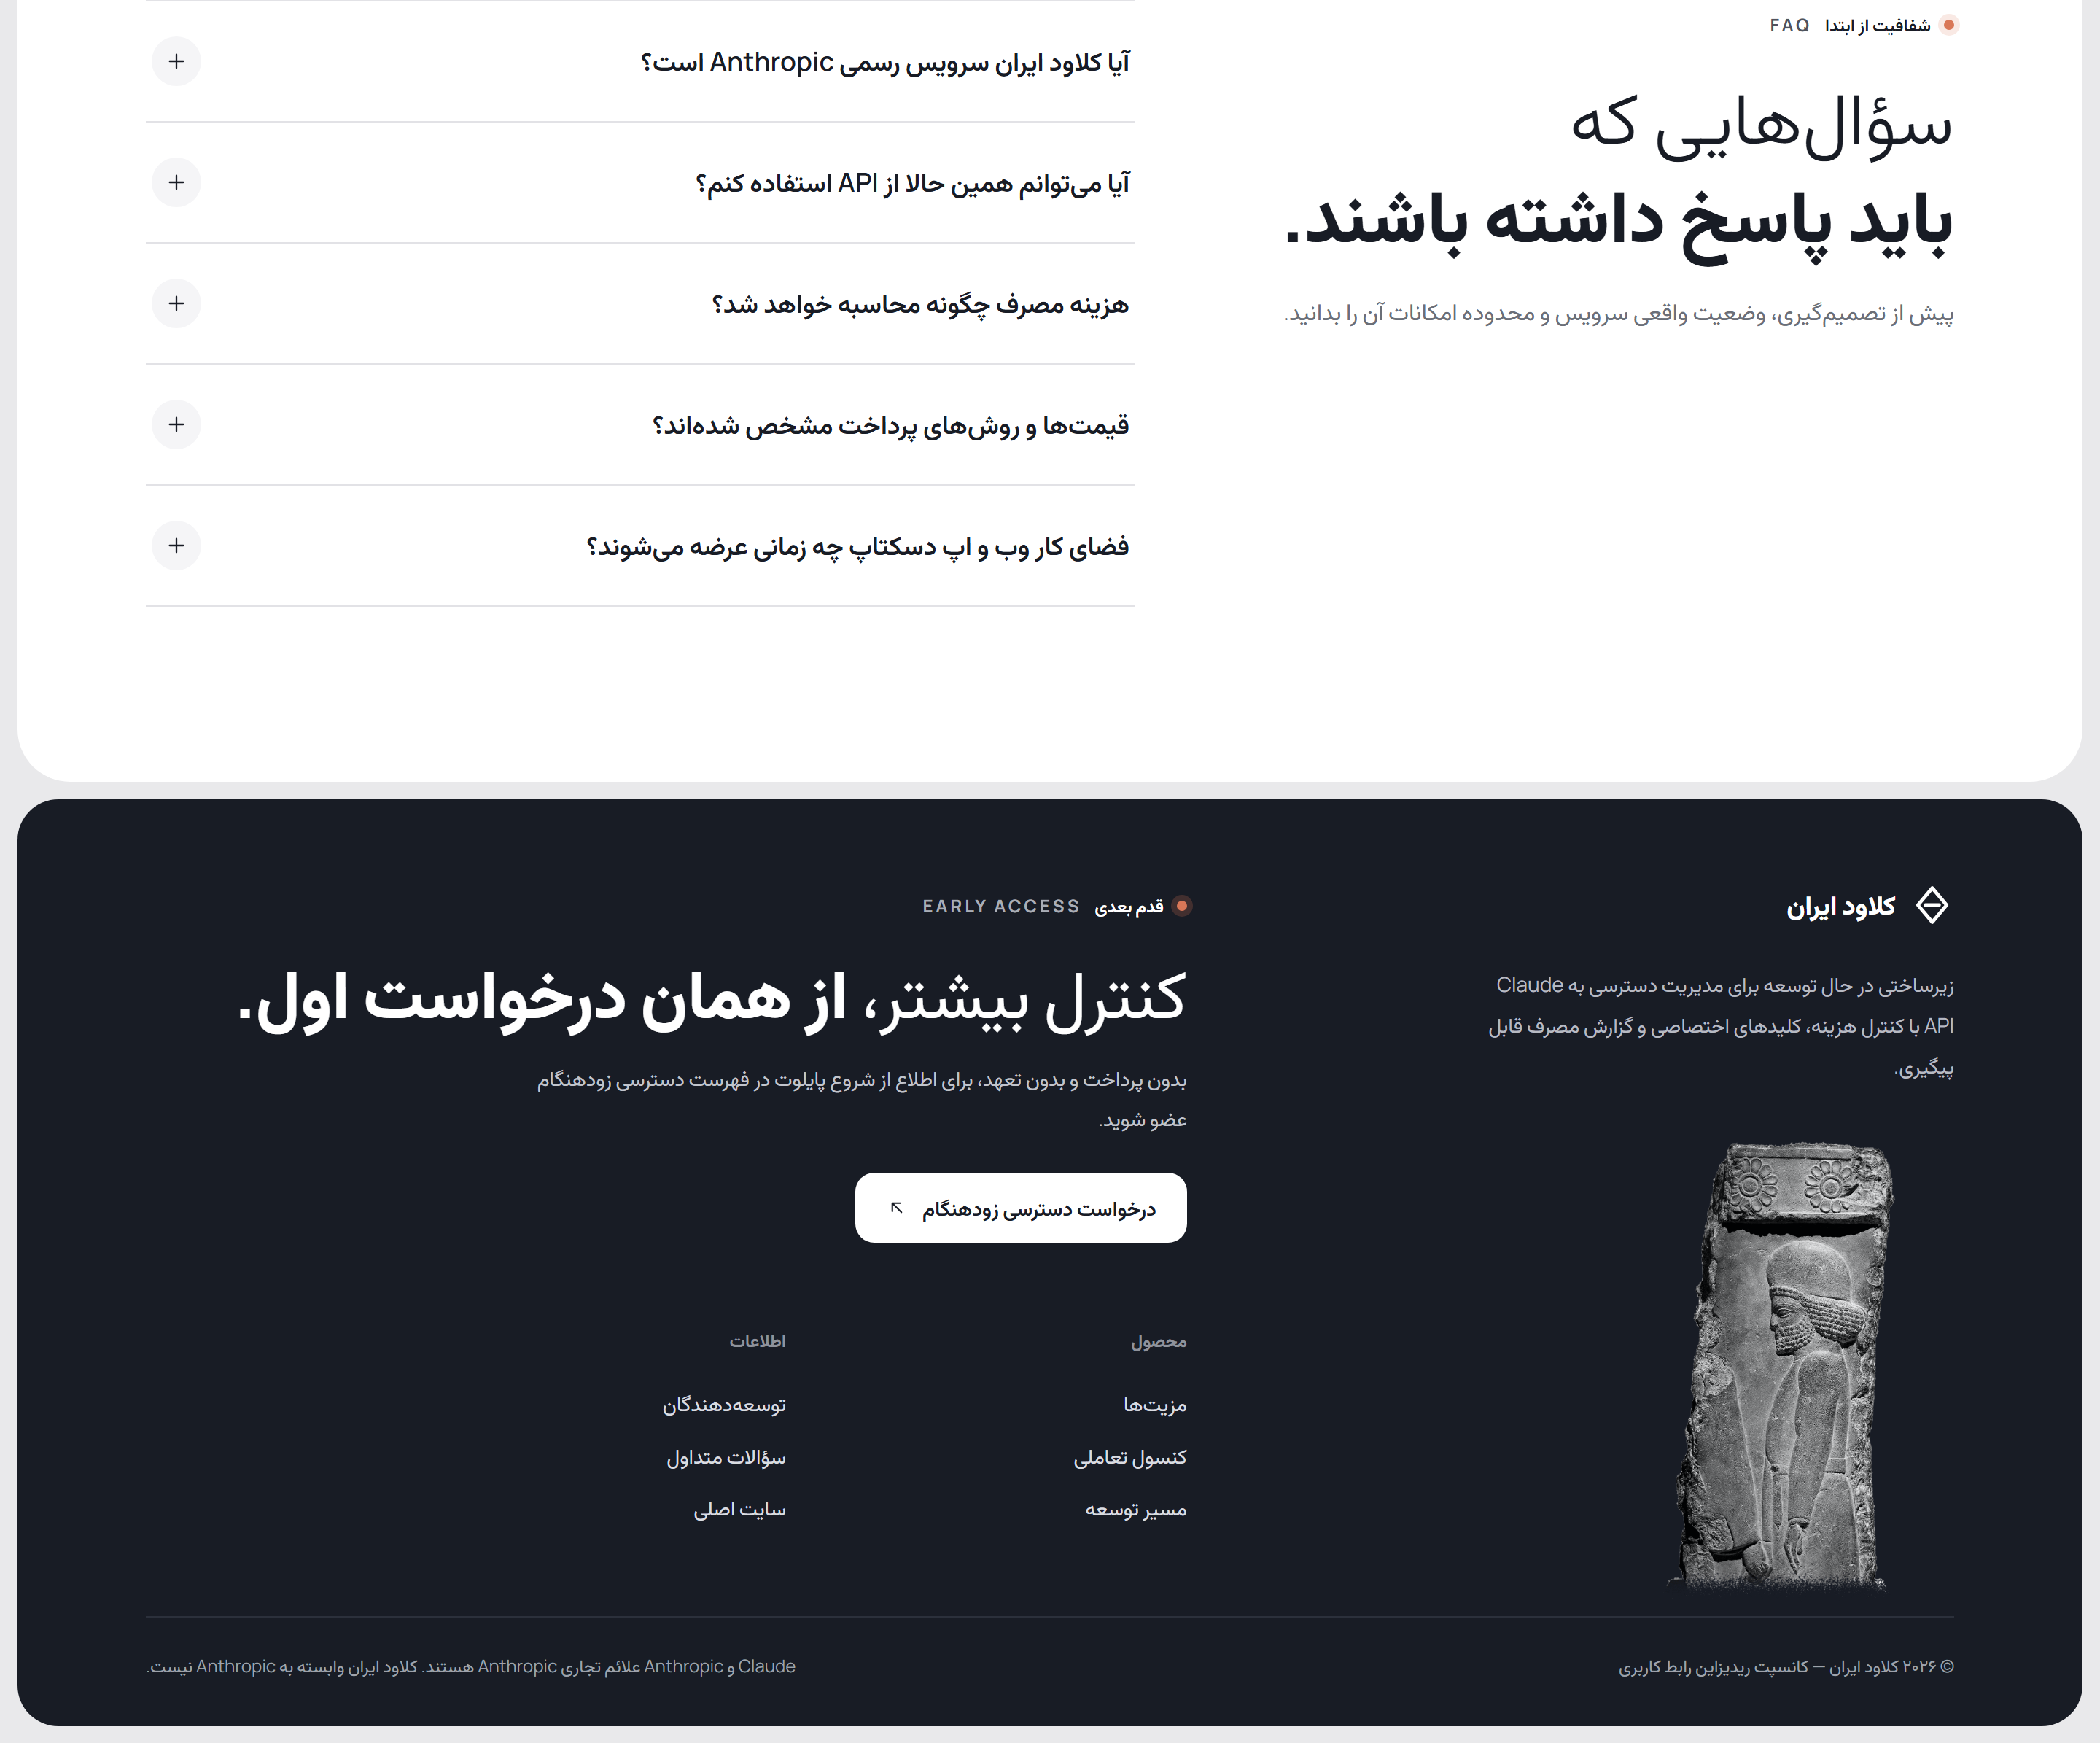 شفافیت از ابتدا FAQ
سؤال‌هایی که
باید پاسخ داشته باشند.
پیش از تصمیم‌گیری، وضعیت واقعی سرویس و محدوده امکانات آن را بدانید.
آیا کلاود ایران سرویس رسمی Anthropic است؟
آیا می‌توانم همین حالا از API استفاده کنم؟
هزینه مصرف چگونه محاسبه خواهد شد؟
قیمت‌ها و روش‌های پرداخت مشخص شده‌اند؟
فضای کار وب و اپ دسکتاپ چه زمانی عرضه می‌شوند؟
کلاود ایران
زیرساختی در حال توسعه برای مدیریت دسترسی به Claude
API با کنترل هزینه، کلیدهای اختصاصی و گزارش مصرف قابل
پیگیری.
قدم بعدی EARLY ACCESS
کنترل بیشتر، از همان درخواست اول.
بدون پرداخت و بدون تعهد، برای اطلاع از شروع پایلوت در فهرست دسترسی زودهنگام
عضو شوید.
درخواست دسترسی زودهنگام
محصول
مزیت‌ها
کنسول تعاملی
مسیر توسعه
اطلاعات
توسعه‌دهندگان
سؤالات متداول
سایت اصلی
© ۲۰۲۶ کلاود ایران — کانسپت ریدیزاین رابط کاربری
Claude و Anthropic علائم تجاری Anthropic هستند. کلاود ایران وابسته به Anthropic نیست.